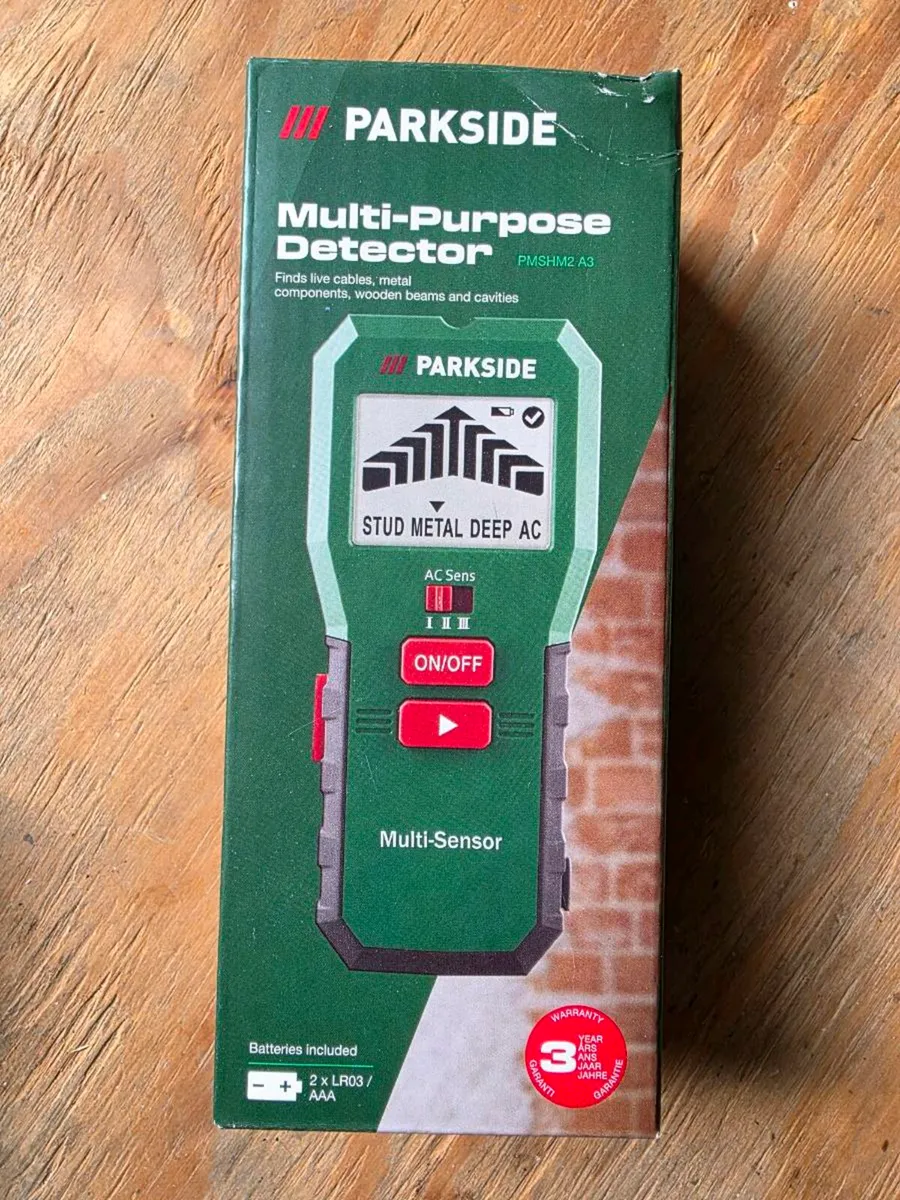 PARKSIDE
Multi-Purpose
Detector PMSHM2 A3
Finds live cables, metal
components, wooden beams and cavities
PARKSIDE
STUD METAL DEEP AC
AC Sens
I II III
ON/OFF
Multi-Sensor
Batteries included
2 x LR03 /
AAA
WARRANTY
3
YEAR
ÅRS
ANS
JAAR
JAHRE
GARANTI
GARANTIE